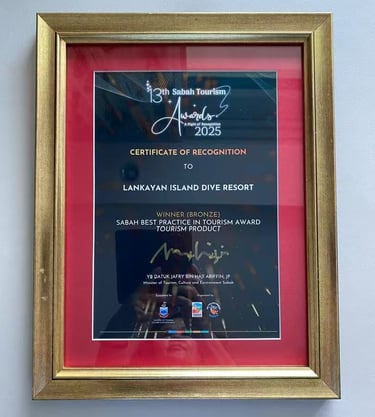 13th Sabah Tourism
Awards
A Night of Recognition
2025
CERTIFICATE OF RECOGNITION
TO
LANKAYAN ISLAND DIVE RESORT
WINNER (BRONZE)
SABAH BEST PRACTICE IN TOURISM AWARD
TOURISM PRODUCT
YB DATUK JAFRY BIN HAJI ARIFFIN, JP
Minister of Tourism, Culture and Environment Sabah